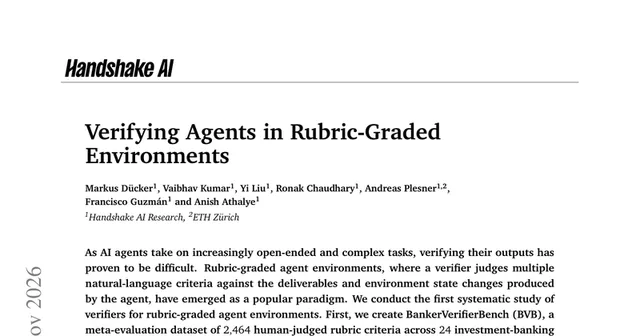 Handshake AI
Verifying Agents in Rubric-Graded
Environments
Markus Dücker¹, Vaibhav Kumar¹, Yi Liu¹, Ronak Chaudhary¹, Andreas Plesner¹,²,
Francisco Guzmán¹ and Anish Athalye¹
¹Handshake AI Research, ²ETH Zürich
As AI agents take on increasingly open-ended and complex tasks, verifying their outputs has
proven to be difficult. Rubric-graded agent environments, where a verifier judges multiple
natural-language criteria against the deliverables and environment state changes produced
by the agent, have emerged as a popular paradigm. We conduct the first systematic study of
verifiers for rubric-graded agent environments. First, we create BankerVerifierBench (BVB), a
meta-evaluation dataset of 2,464 human-judged rubric criteria across 24 investment-banking
ov 2026